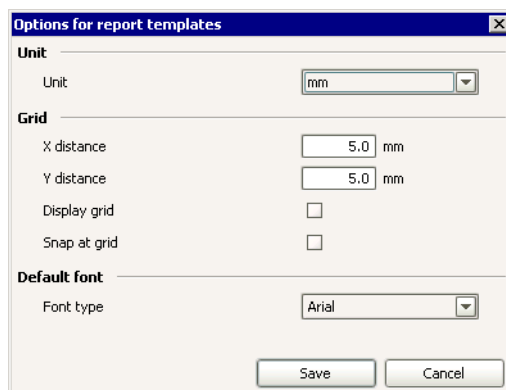 Options for report templates
Unit
Unit mm
Grid
X distance 5.0 mm
Y distance 5.0 mm
Display grid
Snap at grid
Default font
Font type Arial
Save Cancel